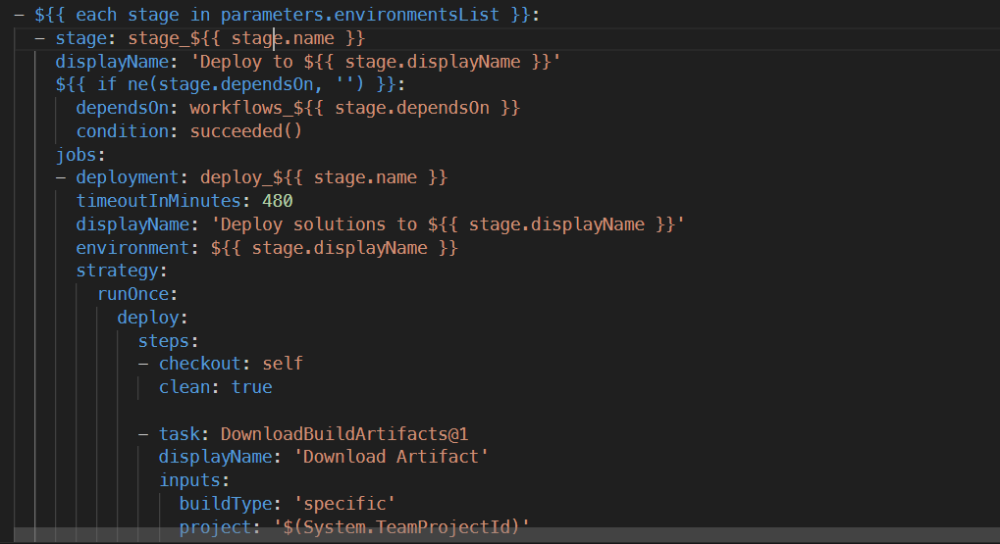 - ${{ each stage in parameters.environmentsList }}:
  - stage: stage_${{ stage.name }}
    displayName: 'Deploy to ${{ stage.displayName }}'
    ${{ if ne(stage.dependsOn, '') }}:
      dependsOn: workflows_${{ stage.dependsOn }}
      condition: succeeded()
    jobs:
    - deployment: deploy_${{ stage.name }}
      timeoutInMinutes: 480
      displayName: 'Deploy solutions to ${{ stage.displayName }}'
      environment: ${{ stage.displayName }}
      strategy:
        runOnce:
          deploy:
            steps:
            - checkout: self
              clean: true

            - task: DownloadBuildArtifacts@1
              displayName: 'Download Artifact'
              inputs:
                buildType: 'specific'
                project: '$(System.TeamProjectId)'